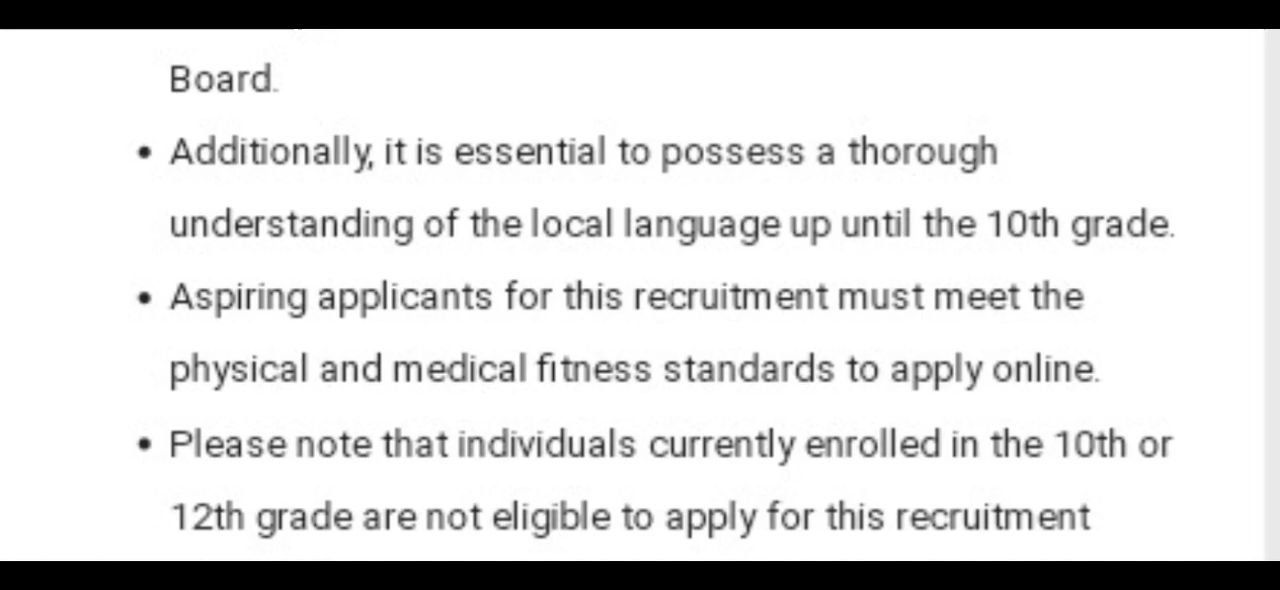 Board.
• Additionally, it is essential to possess a thorough
understanding of the local language up until the 10th grade.
• Aspiring applicants for this recruitment must meet the
physical and medical fitness standards to apply online.
• Please note that individuals currently enrolled in the 10th or
12th grade are not eligible to apply for this recruitment